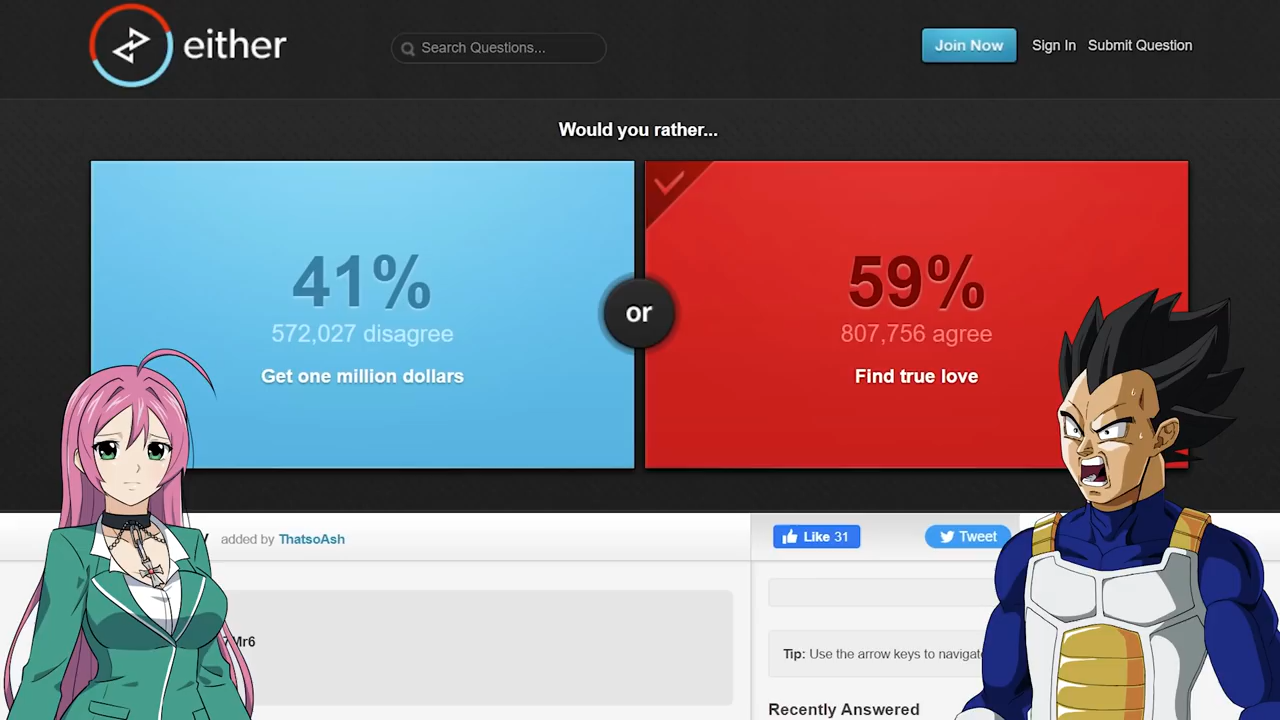 either
Search Questions...
Join Now
Sign In
Submit Question
Would you rather...
41%
572,027 disagree
Get one million dollars
or
59%
807,756 agree
Find true love
added by ThatsoAsh
Like 31
Tweet
Mr6
Tip: Use the arrow keys to navigate
Recently Answered